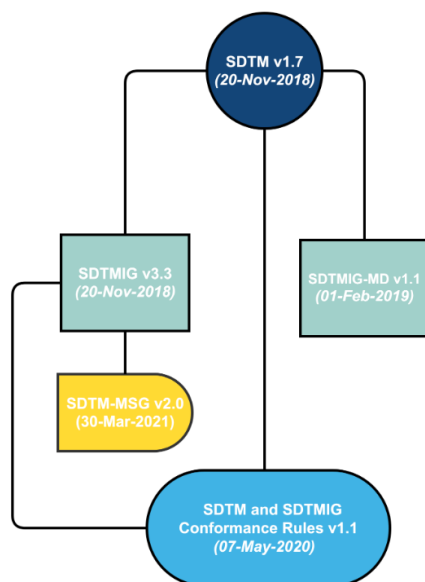 SDTM v1.7
(20-Nov-2018)
SDTMIG v3.3
(20-Nov-2018)
SDTMIG-MD v1.1
(01-Feb-2019)
SDTM-MSG v2.0
(30-Mar-2021)
SDTM and SDTMIG
Conformance Rules v1.1
(07-May-2020)